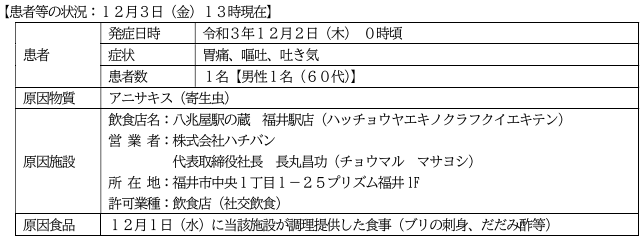 【患者等の状況：１２月３日（金）１３時現在】
患者
発症日時 令和３年１２月２日（木） ０時頃
症状 胃痛、嘔吐、吐き気
患者数 １名【男性１名（６０代）】
原因物質 アニサキス（寄生虫）
原因施設
飲食店名：八兆屋駅の蔵 福井駅店（ハッチョウヤエキノクラフクイエキテン）
営 業 者：株式会社ハチバン
代表取締役社長 長丸昌功（チョウマル マサヨシ）
所 在 地：福井市中央１丁目１－２５プリズム福井１F
許可業種：飲食店（社交飲食）
原因食品 １２月１日（水）に当該施設が調理提供した食事（ブリの刺身、だだみ酢等）